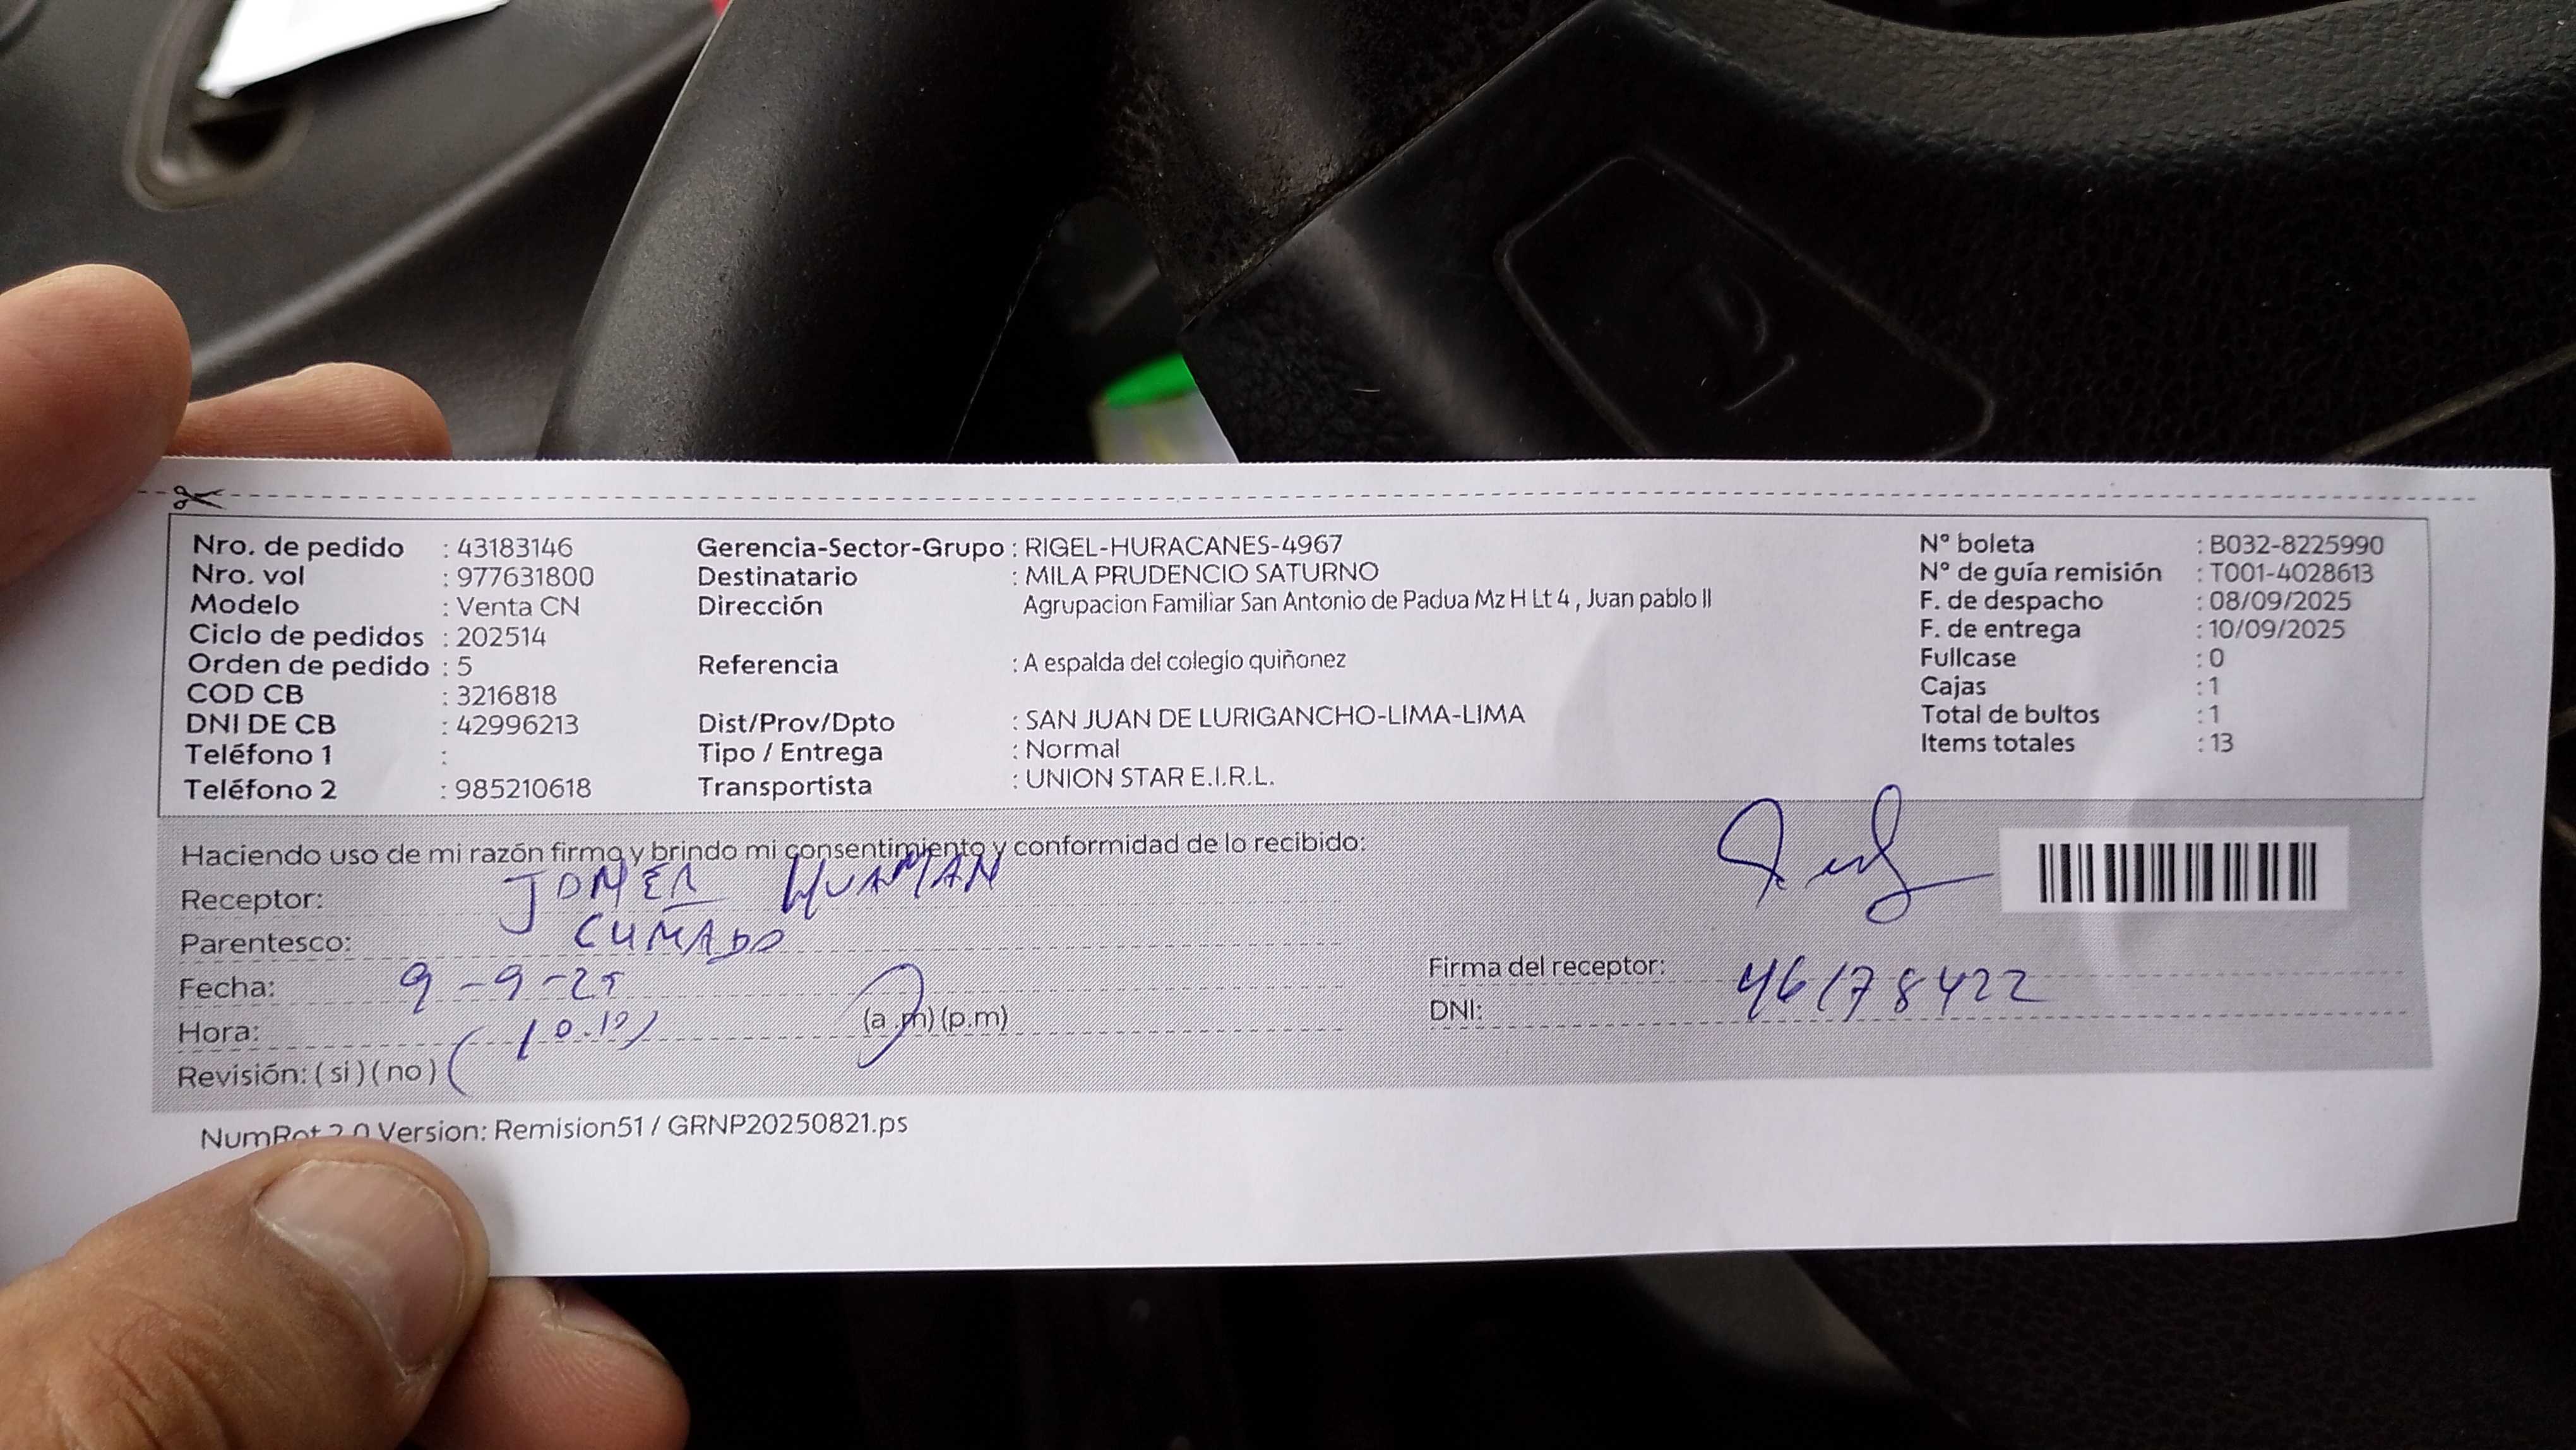 Nro. de pedido : 43183146
Nro. vol : 977631800
Modelo : Venta CN
Ciclo de pedidos : 202514
Orden de pedido : 5
COD CB : 3216818
DNI DE CB : 42996213
Teléfono 1 :
Teléfono 2 : 985210618
Gerencia-Sector-Grupo : RIGEL-HURACANES-4967
Destinatario : MILA PRUDENCIO SATURNO
Dirección Agrupacion Familiar San Antonio de Padua Mz H Lt 4 , Juan pablo II
Referencia : A espalda del colegio quiñonez
Dist/Prov/Dpto : SAN JUAN DE LURIGANCHO-LIMA-LIMA
Tipo / Entrega : Normal
Transportista : UNION STAR E.I.R.L.
N° boleta : B032-8225990
N° de guía remisión : T001-4028613
F. de despacho : 08/09/2025
F. de entrega : 10/09/2025
Fullcase : 0
Cajas : 1
Total de bultos : 1
Items totales : 13
Haciendo uso de mi razón firmo y brindo mi consentimiento y conformidad de lo recibido:
Receptor: HUAMAN
Parentesco: CUÑADO
Fecha: 9-9-25
Hora: (10.10) (a.m) (p.m)
Revisión: ( si ) ( no )
Firma del receptor:
DNI: 46178422
Version: Remision51 / GRNP20250821.ps